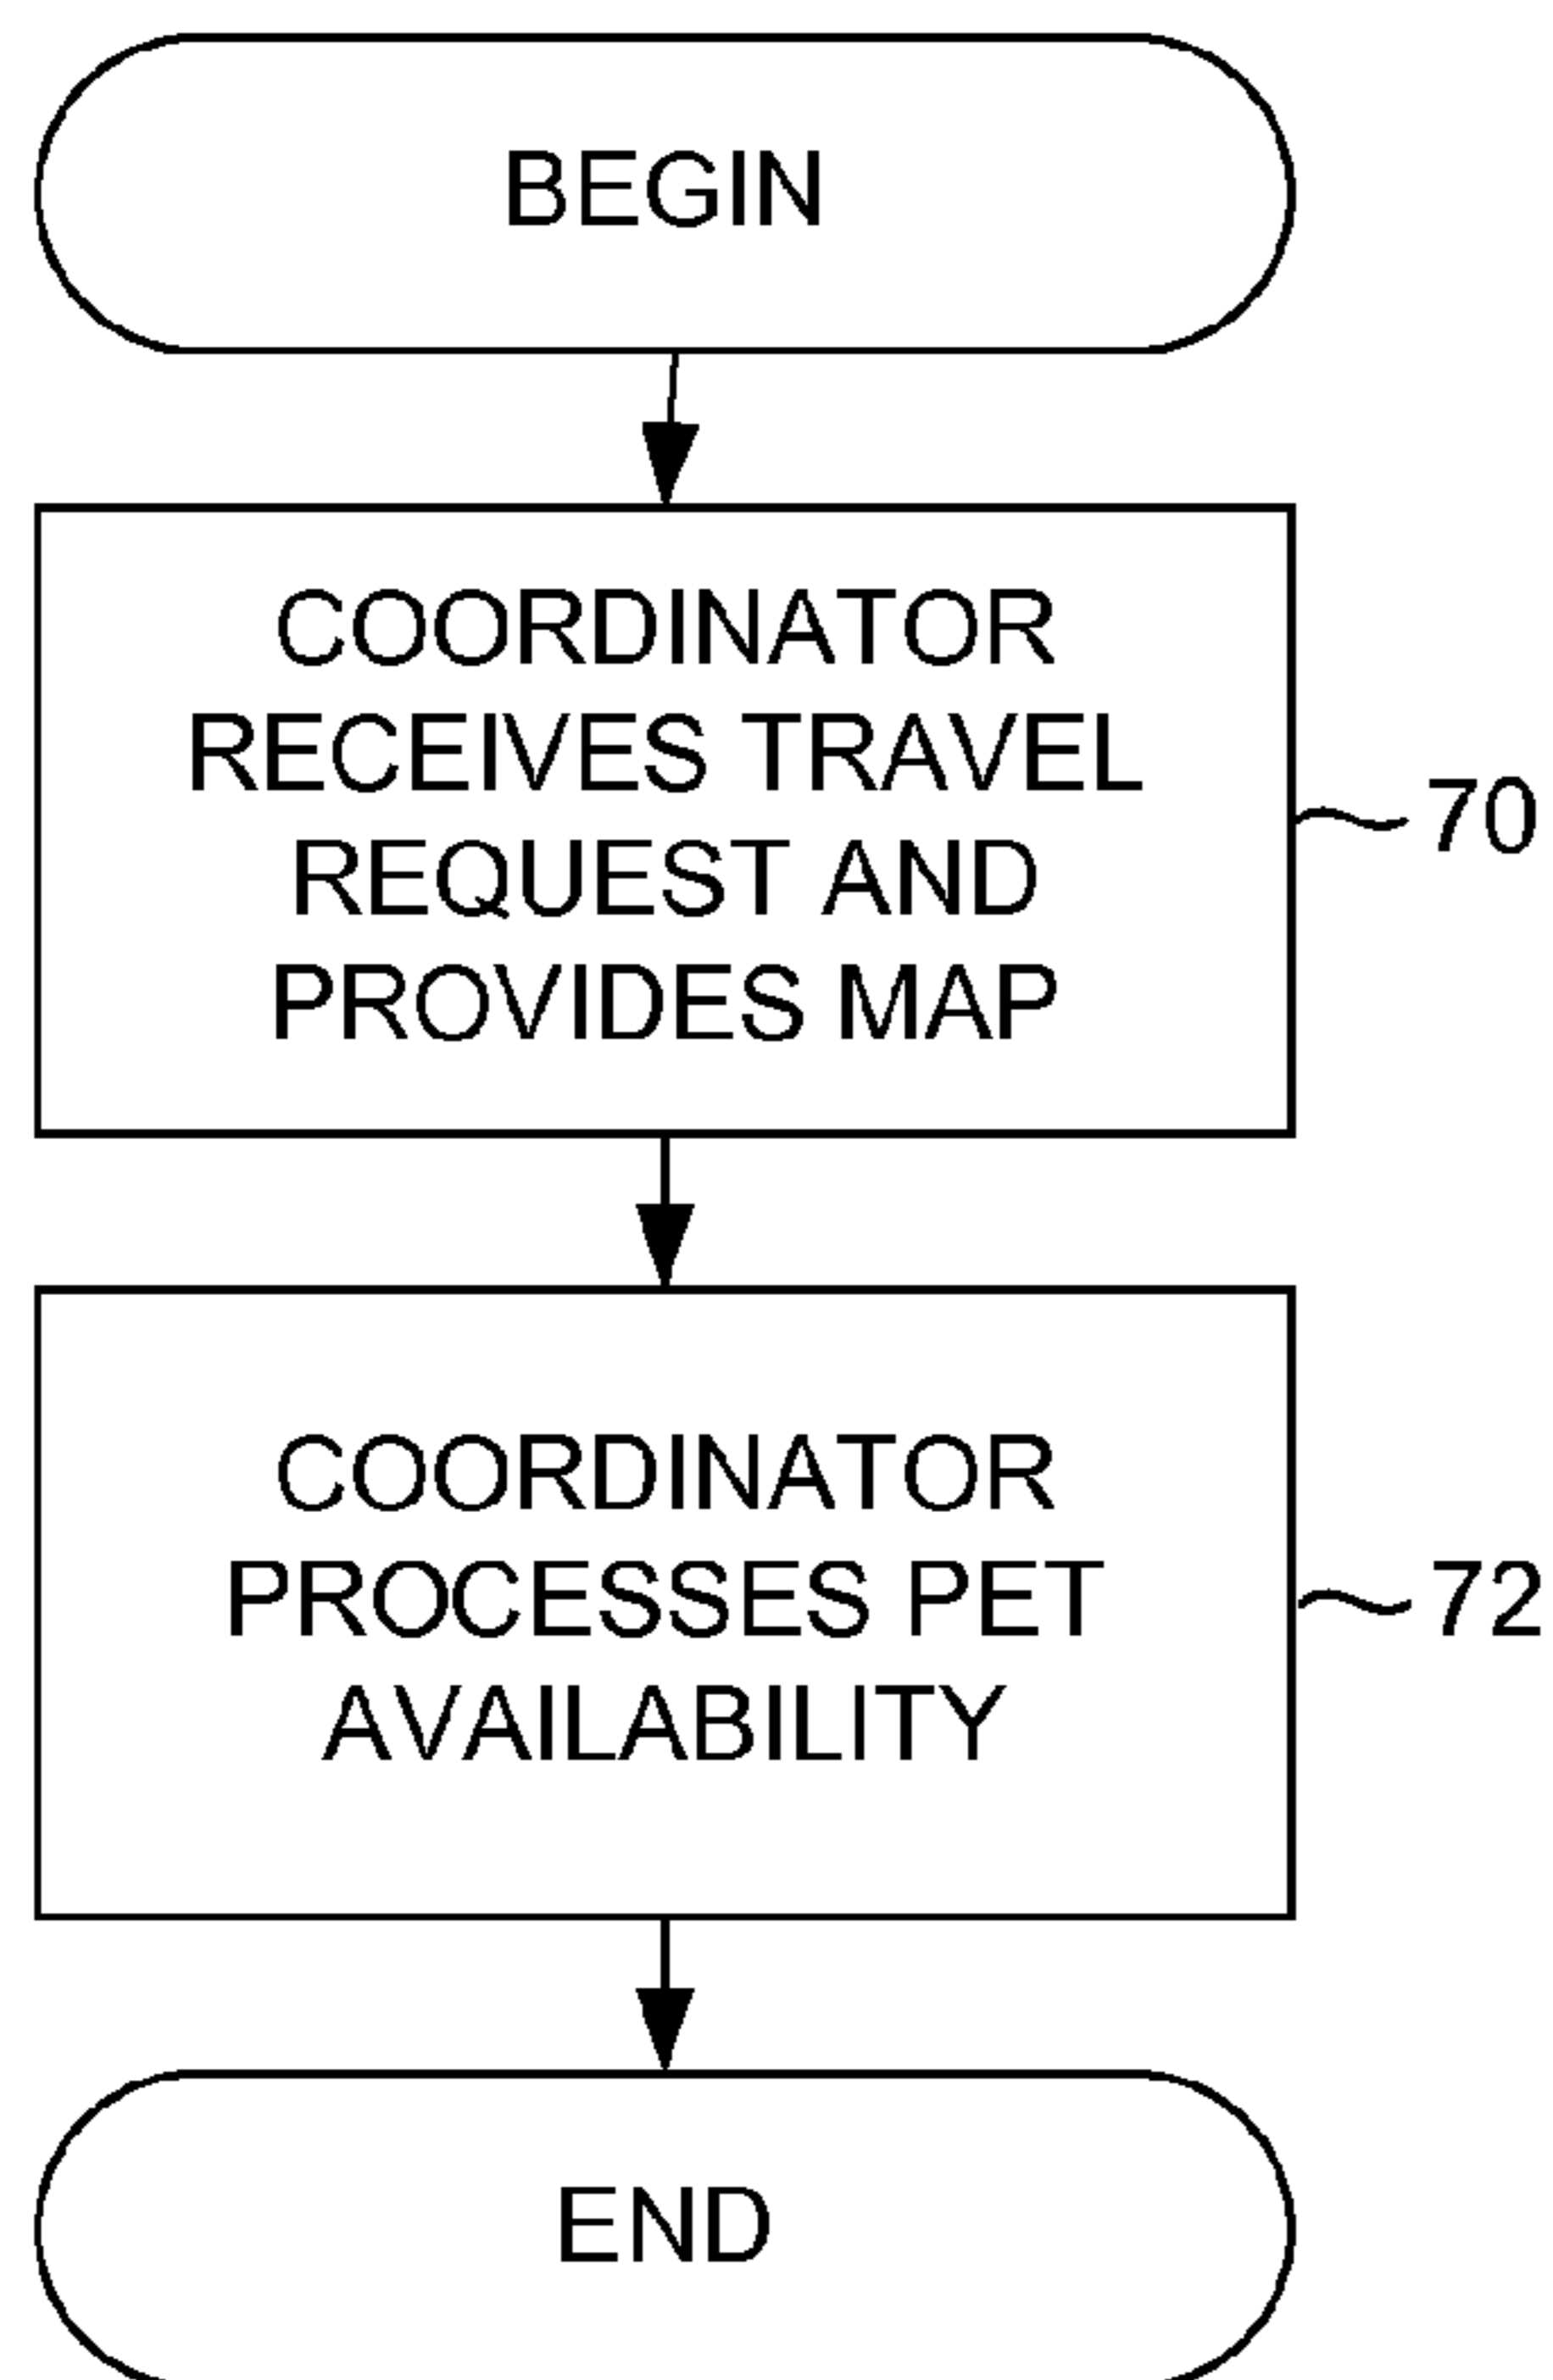 BEGIN
COORDINATOR
RECEIVES TRAVEL
REQUEST AND
PROVIDES MAP
70
COORDINATOR
PROCESSES PET
AVAILABILITY
72
END